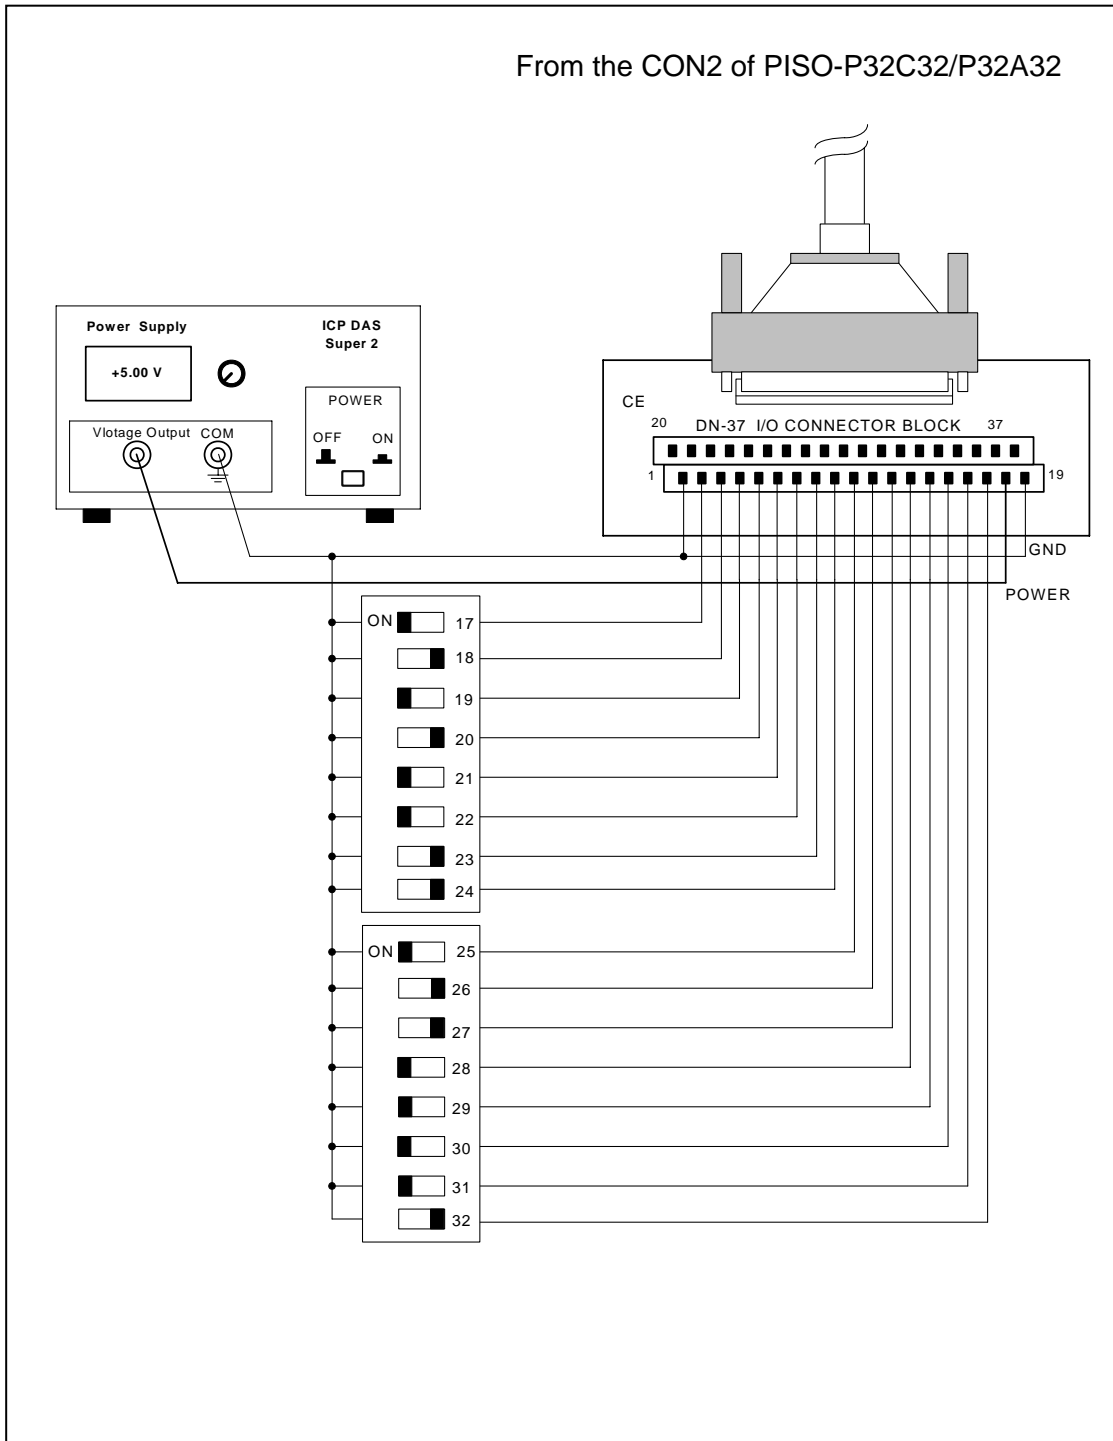 From the CON2 of PISO-P32C32/P32A32
Power Supply
ICP DAS
Super 2
+5.00 V
POWER
OFF
ON
Vlotage Output
COM
CE
20 DN-37 I/O CONNECTOR BLOCK 37
1
19
GND
POWER
ON 17
18
19
20
21
22
23
24
ON 25
26
27
28
29
30
31
32